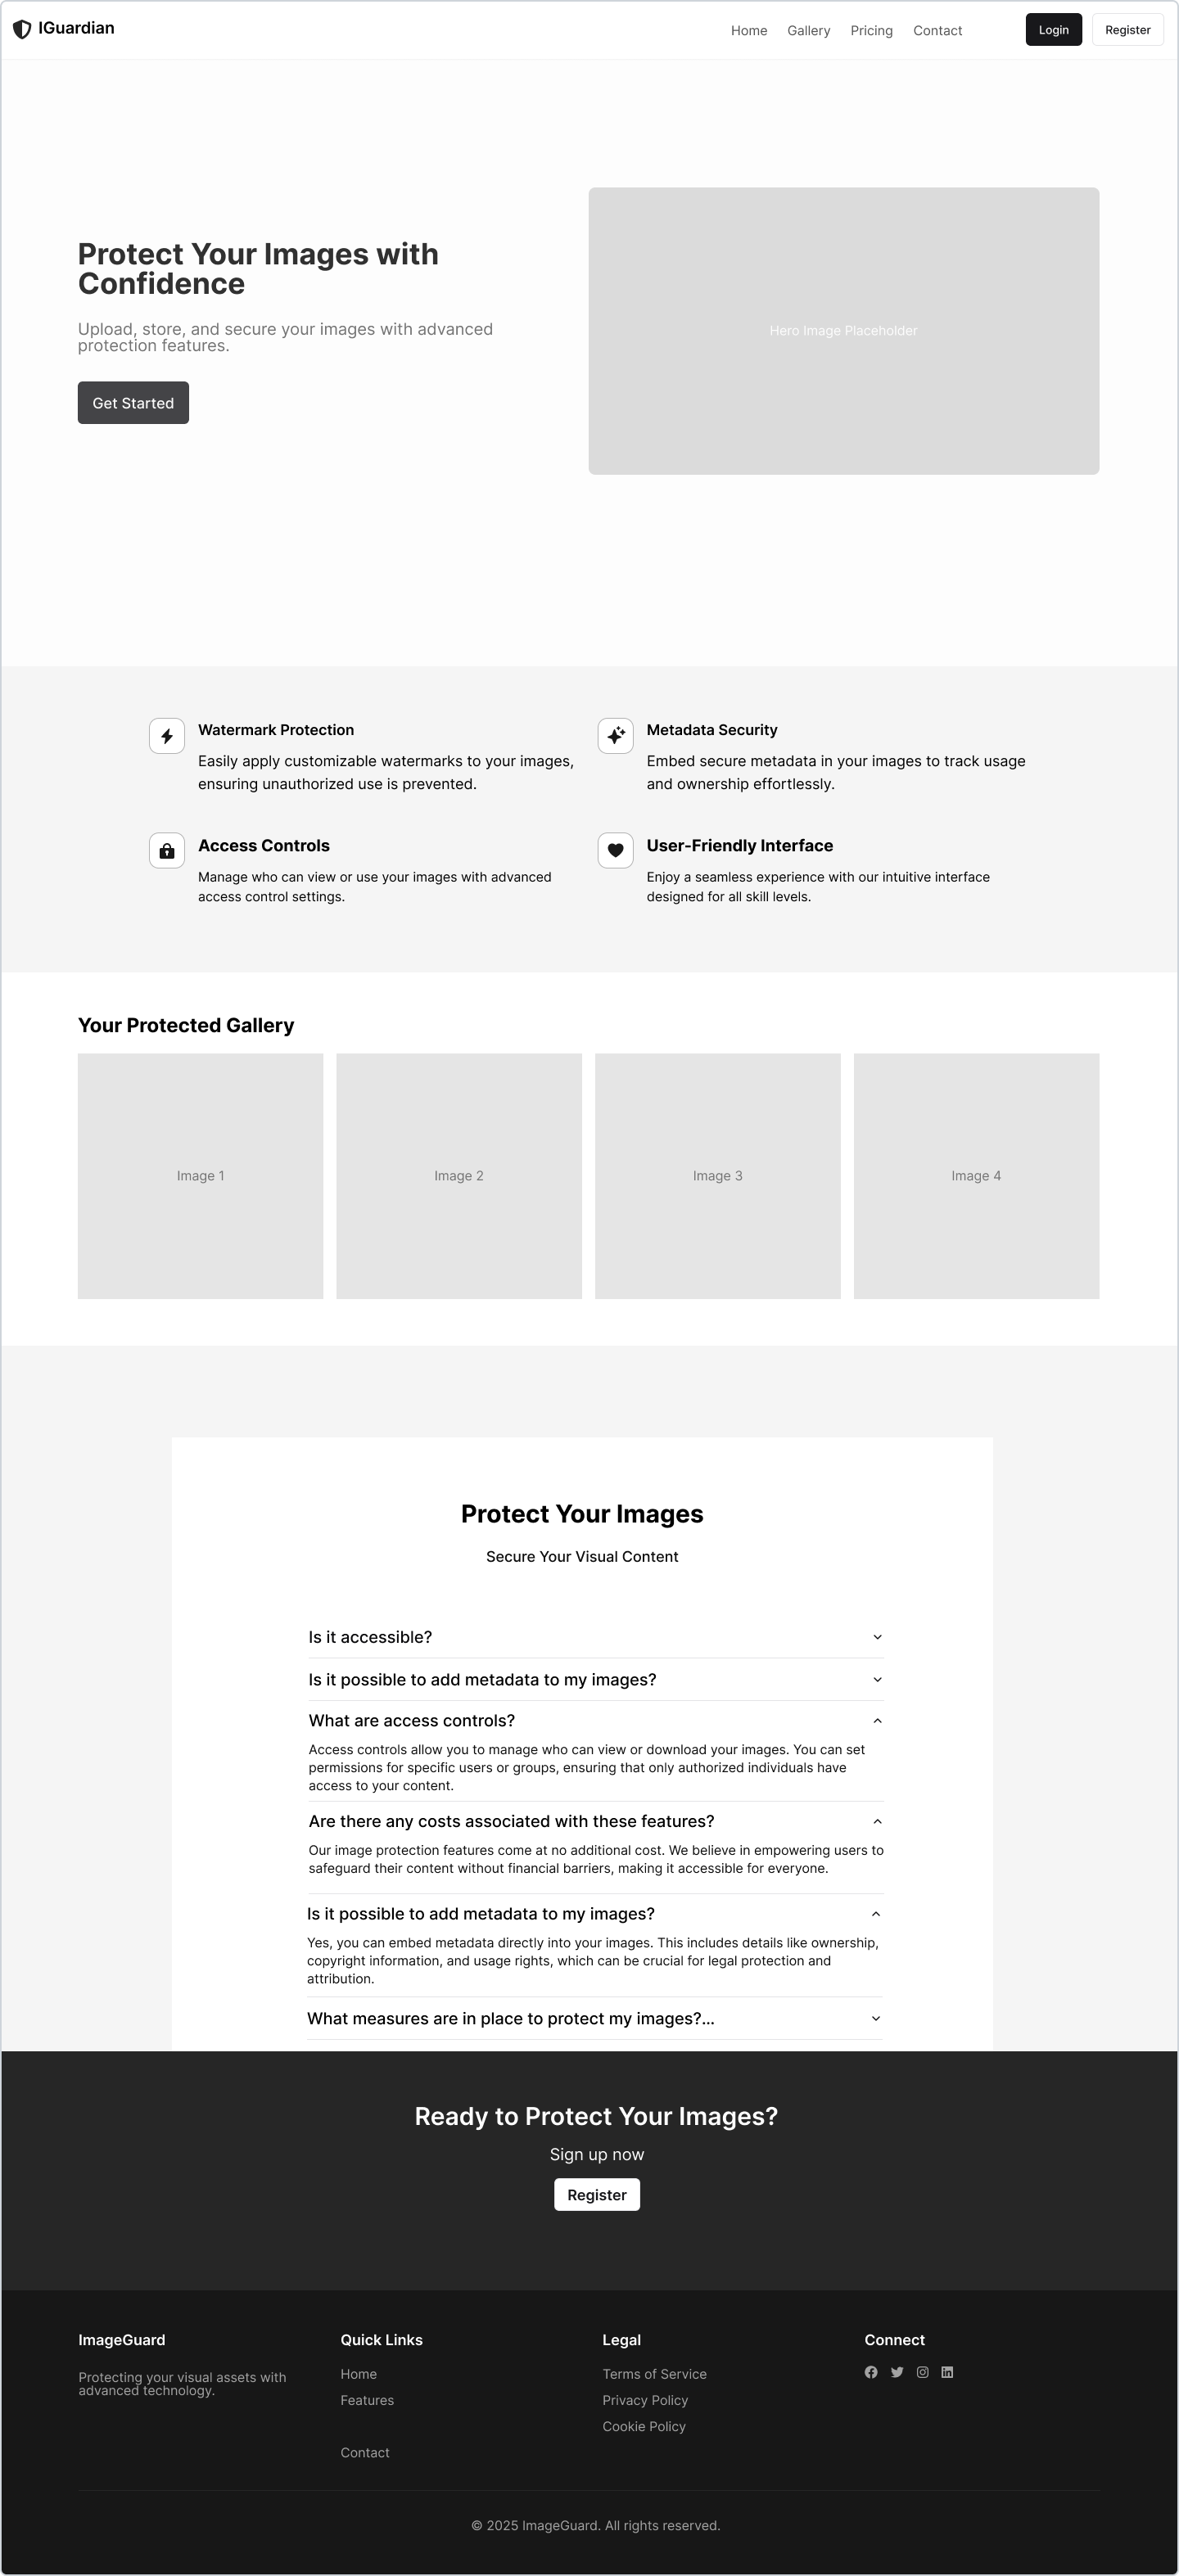 IGuardian
Home Gallery Pricing Contact Login Register
Protect Your Images with
Confidence
Upload, store, and secure your images with advanced
protection features.
Get Started
Hero Image Placeholder
Watermark Protection
Easily apply customizable watermarks to your images,
ensuring unauthorized use is prevented.
Metadata Security
Embed secure metadata in your images to track usage
and ownership effortlessly.
Access Controls
Manage who can view or use your images with advanced
access control settings.
User-Friendly Interface
Enjoy a seamless experience with our intuitive interface
designed for all skill levels.
Your Protected Gallery
Image 1
Image 2
Image 3
Image 4
Protect Your Images
Secure Your Visual Content
Is it accessible?
Is it possible to add metadata to my images?
What are access controls?
Access controls allow you to manage who can view or download your images. You can set
permissions for specific users or groups, ensuring that only authorized individuals have
access to your content.
Are there any costs associated with these features?
Our image protection features come at no additional cost. We believe in empowering users to
safeguard their content without financial barriers, making it accessible for everyone.
Is it possible to add metadata to my images?
Yes, you can embed metadata directly into your images. This includes details like ownership,
copyright information, and usage rights, which can be crucial for legal protection and
attribution.
What measures are in place to protect my images?...
Ready to Protect Your Images?
Sign up now
Register
ImageGuard
Protecting your visual assets with
advanced technology.
Quick Links
Home
Features
Contact
Legal
Terms of Service
Privacy Policy
Cookie Policy
Connect
© 2025 ImageGuard. All rights reserved.